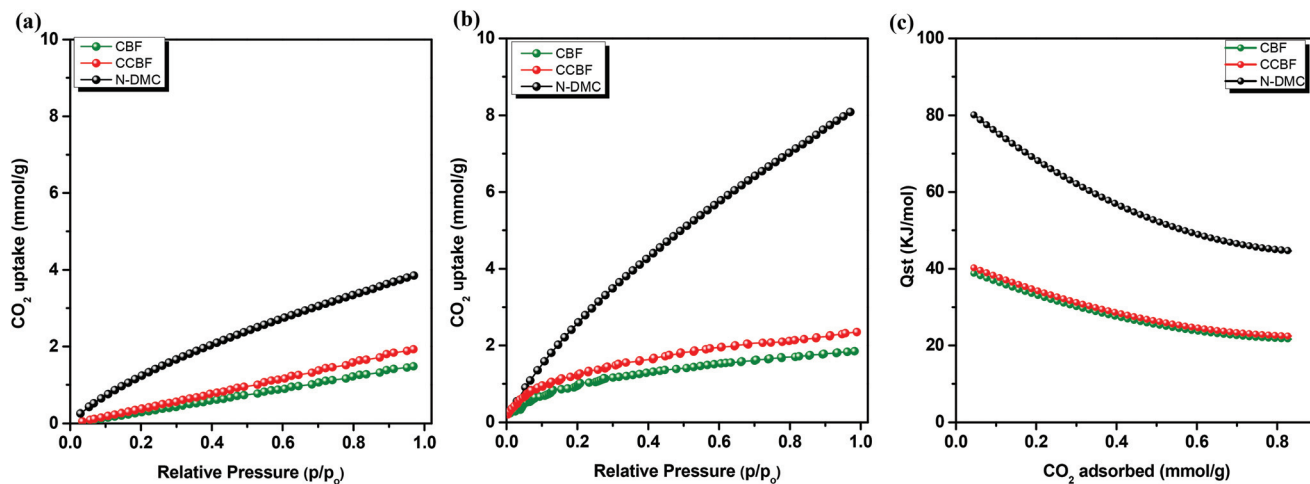 (a)
CBF
CCBF
N-DMC
CO₂ uptake (mmol/g)
10
8
6
4
2
0
0.0 0.2 0.4 0.6 0.8 1.0
Relative Pressure (p/pₒ)
(b)
CBF
CCBF
N-DMC
CO₂ uptake (mmol/g)
10
8
6
4
2
0
0.0 0.2 0.4 0.6 0.8 1.0
Relative Pressure (p/pₒ)
(c)
CBF
CCBF
N-DMC
Qst (KJ/mol)
100
80
60
40
20
0
0.0 0.2 0.4 0.6 0.8
CO₂ adsorbed (mmol/g)